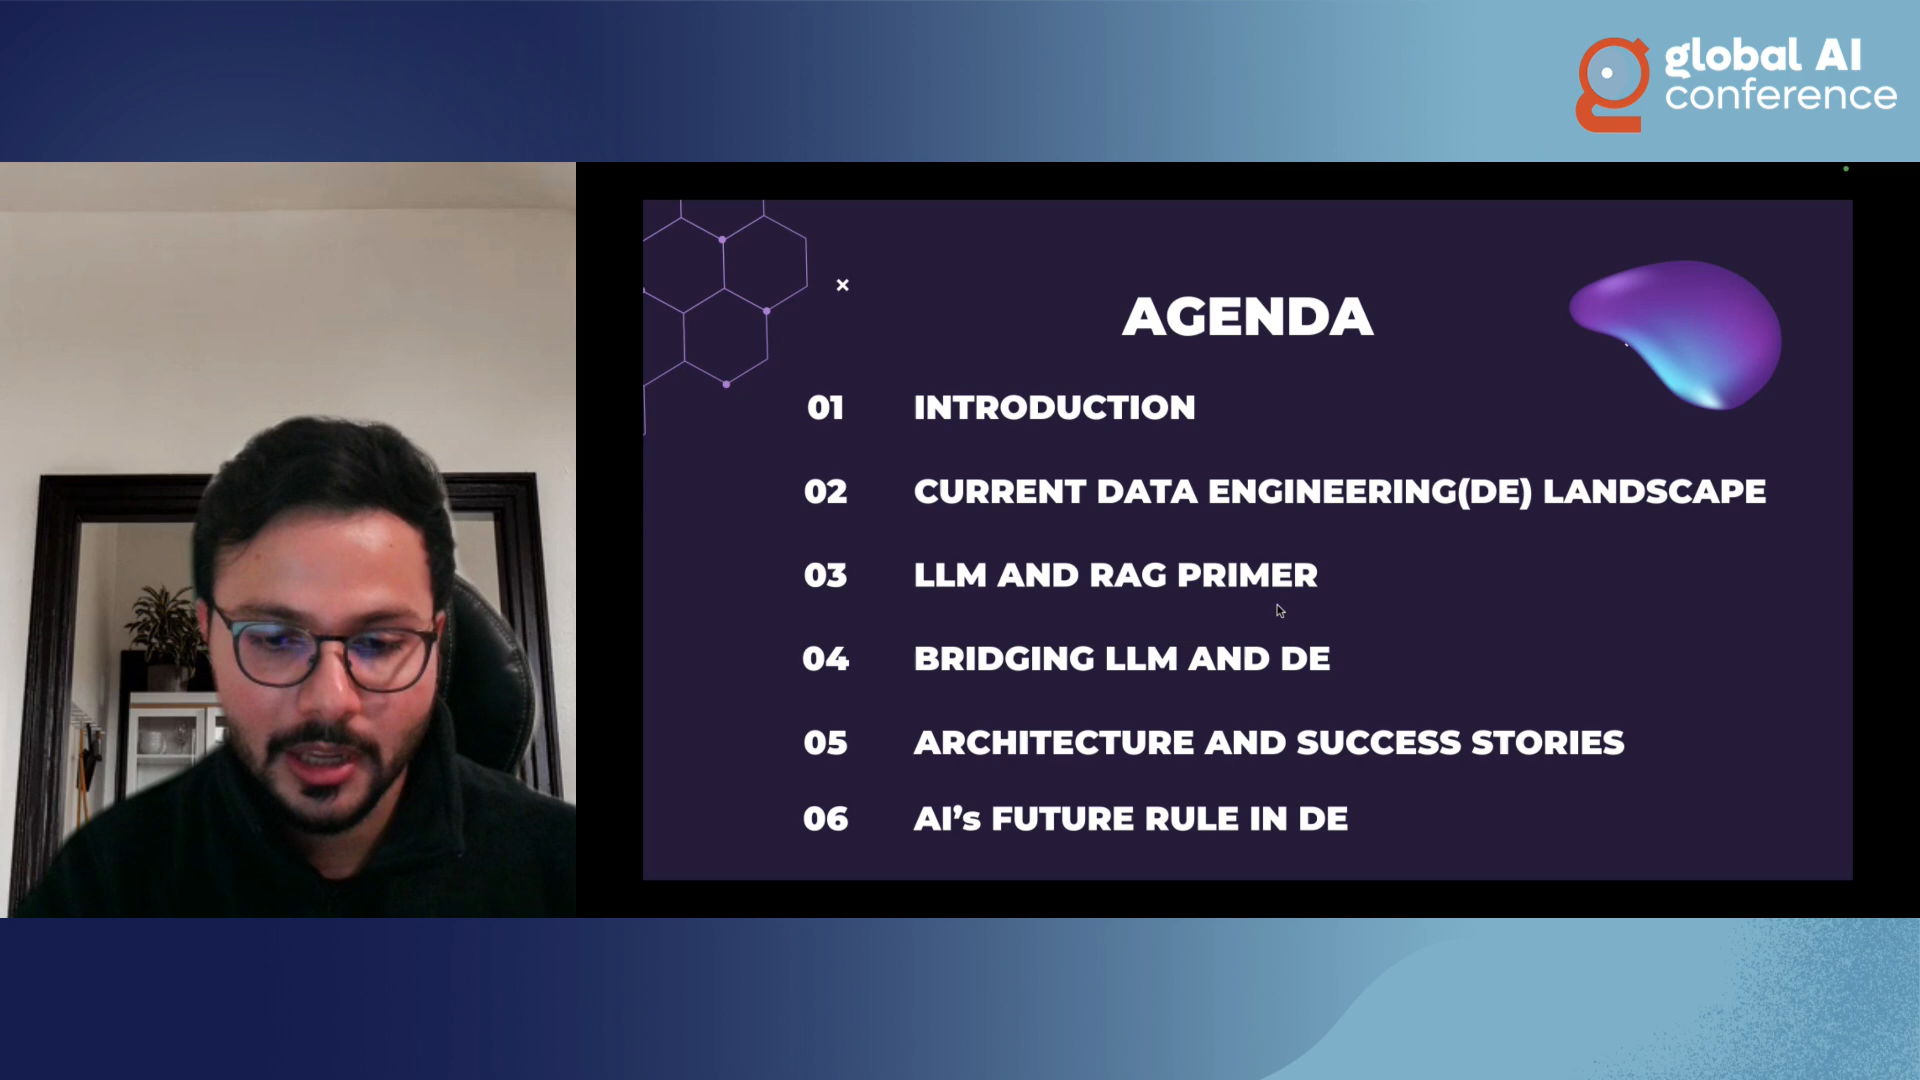 global AI
conference
AGENDA
01 INTRODUCTION
02 CURRENT DATA ENGINEERING(DE) LANDSCAPE
03 LLM AND RAG PRIMER
04 BRIDGING LLM AND DE
05 ARCHITECTURE AND SUCCESS STORIES
06 AI’s FUTURE RULE IN DE